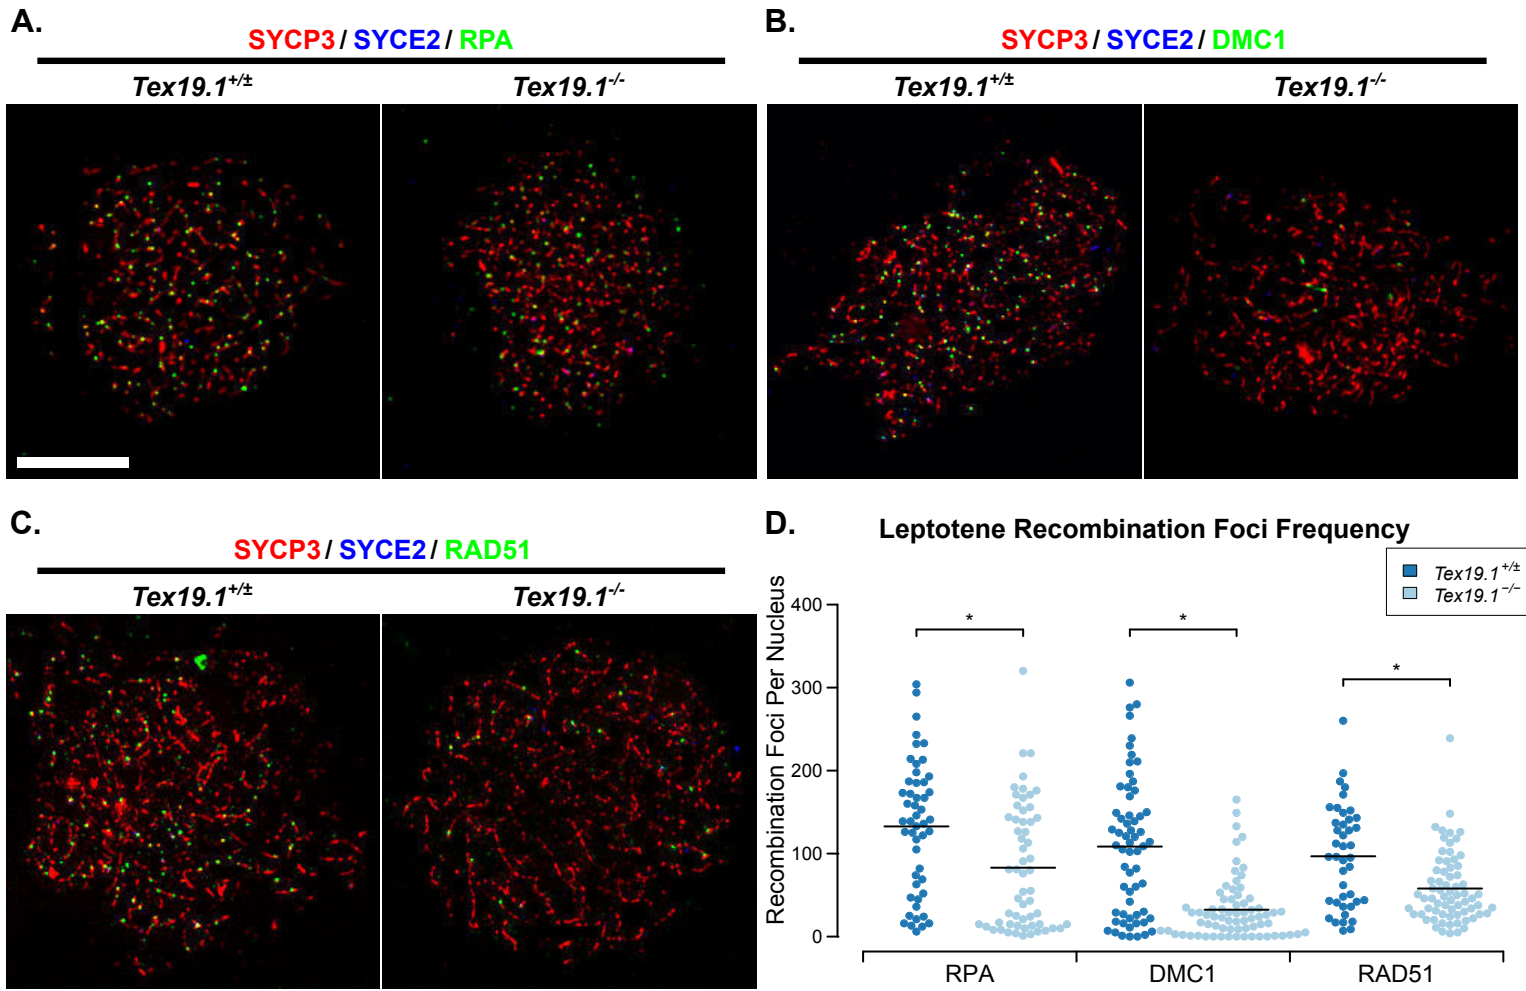 A.
SYCP3 / SYCE2 / RPA
Tex19.1+/± Tex19.1-/-
B.
SYCP3 / SYCE2 / DMC1
Tex19.1+/± Tex19.1-/-
C.
SYCP3 / SYCE2 / RAD51
Tex19.1+/± Tex19.1-/-
D.
Leptotene Recombination Foci Frequency
Tex19.1+/±
Tex19.1−/−
Recombination Foci Per Nucleus
400
300
200
100
0
* * *
RPA DMC1 RAD51